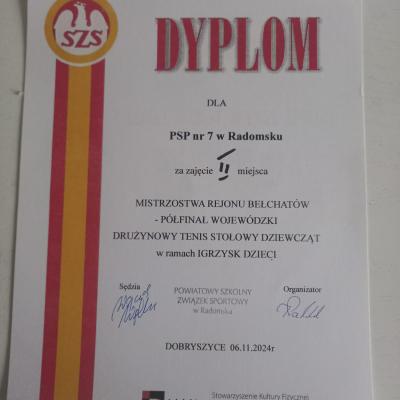 SZS
DYPLOM
DLA
PSP nr 7 w Radomsku
za zajęcie II miejsca
MISTRZOSTWA REJONU BEŁCHATÓW
- PÓŁFINAŁ WOJEWÓDZKI
DRUŻYNOWY TENIS STOŁOWY DZIEWCZĄT
w ramach IGRZYSK DZIECI
Sędzia
POWIATOWY SZKOLNY
ZWIĄZEK SPORTOWY
w Radomsku
Organizator
DOBRYSZYCE 06.11.2024r
Stowarzyszenie Kultury Fizycznej